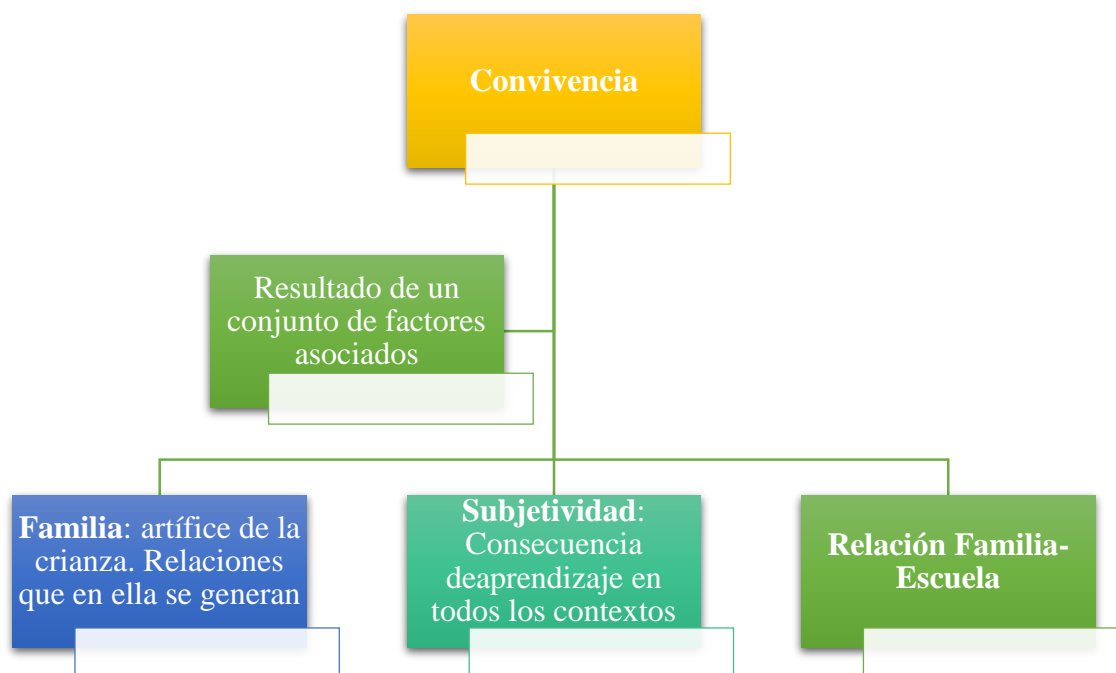 Convivencia
Resultado de un
conjunto de factores
asociados
Familia: artífice de la
crianza. Relaciones
que en ella se generan
Subjetividad:
Consecuencia
deaprendizaje en
todos los contextos
Relación Familia-
Escuela